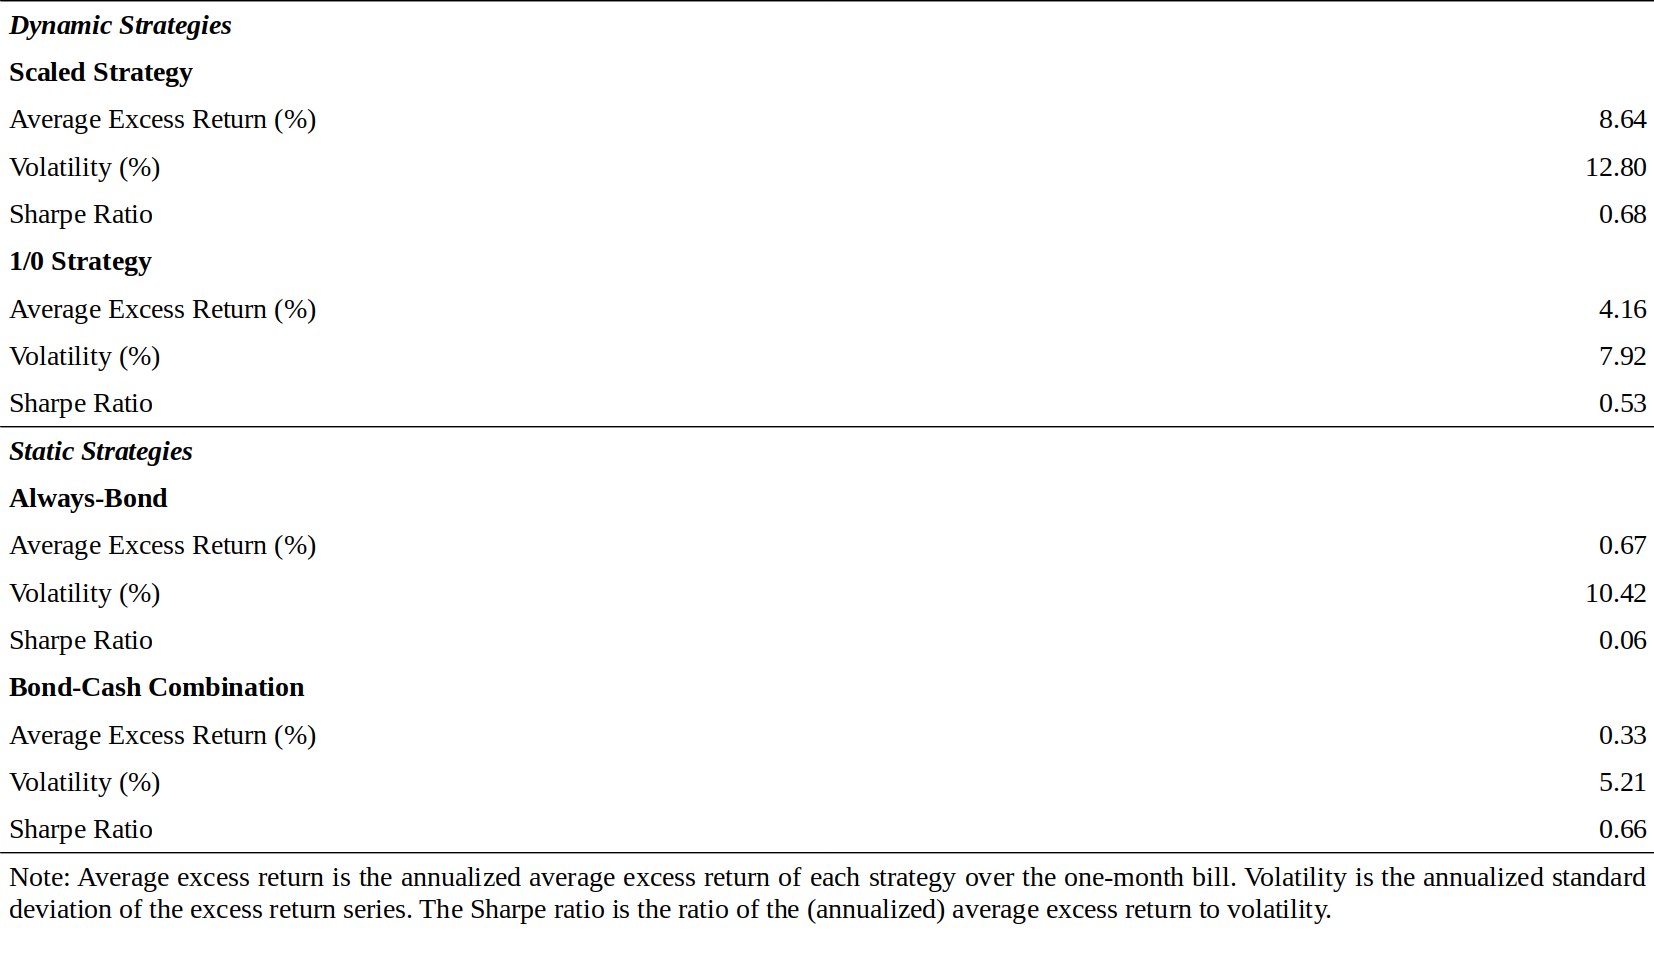 Dynamic Strategies
Scaled Strategy
Average Excess Return (%) 8.64
Volatility (%) 12.80
Sharpe Ratio 0.68
1/0 Strategy
Average Excess Return (%) 4.16
Volatility (%) 7.92
Sharpe Ratio 0.53
Static Strategies
Always-Bond
Average Excess Return (%) 0.67
Volatility (%) 10.42
Sharpe Ratio 0.06
Bond-Cash Combination
Average Excess Return (%) 0.33
Volatility (%) 5.21
Sharpe Ratio 0.66
Note: Average excess return is the annualized average excess return of each strategy over the one-month bill. Volatility is the annualized standard
deviation of the excess return series. The Sharpe ratio is the ratio of the (annualized) average excess return to volatility.